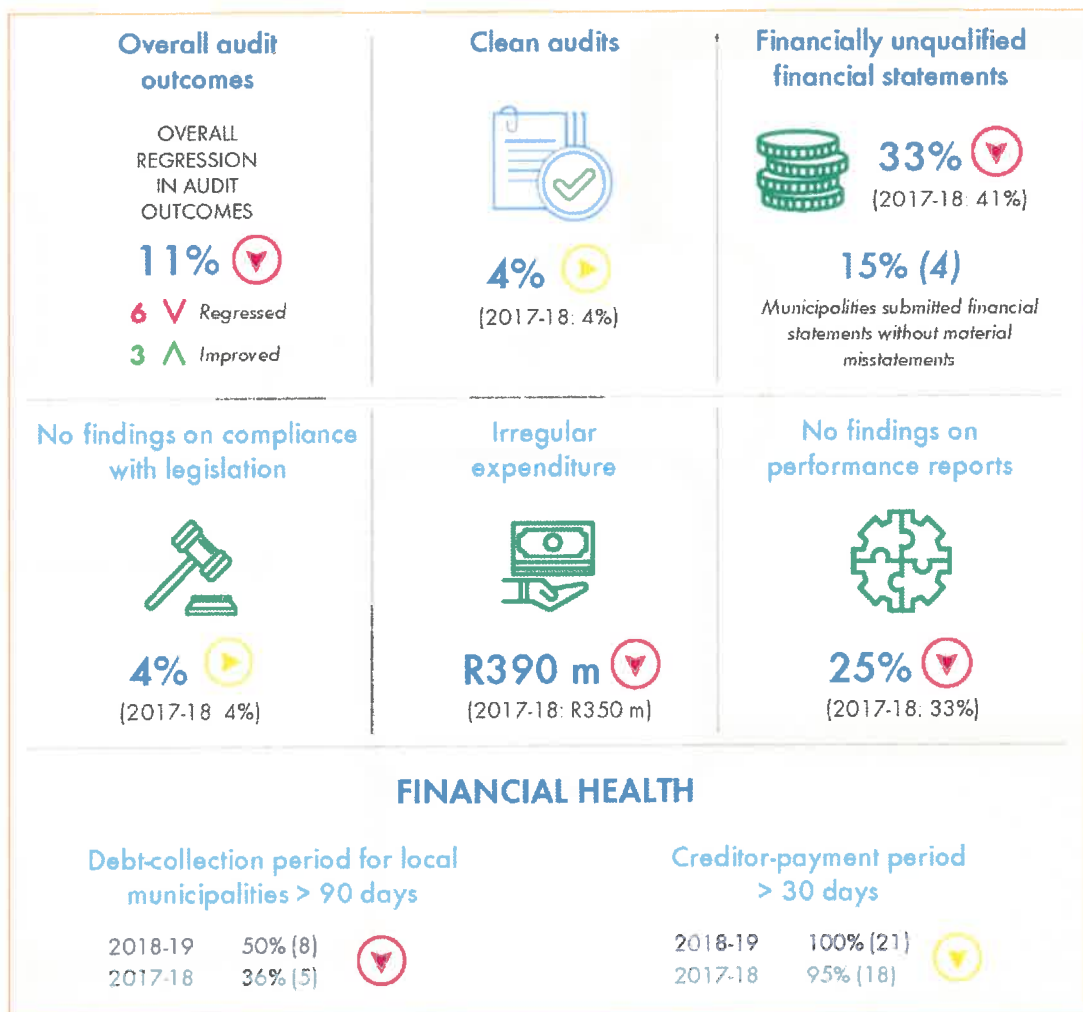 Overall audit
outcomes
OVERALL
REGRESSION
IN AUDIT
OUTCOMES
11%
6 Regressed
3 Improved
Clean audits
4%
(2017-18: 4%)
Financially unqualified
financial statements
33%
(2017-18: 41%)
15% (4)
Municipalities submitted financial
statements without material
misstatements
No findings on compliance
with legislation
4%
(2017-18 4%)
Irregular
expenditure
R390 m
(2017-18: R350 m)
No findings on
performance reports
25%
(2017-18: 33%)
FINANCIAL HEALTH
Debt-collection period for local
municipalities > 90 days
2018-19 50% (8)
2017-18 36% (5)
Creditor-payment period
> 30 days
2018-19 100% (21)
2017-18 95% (18)